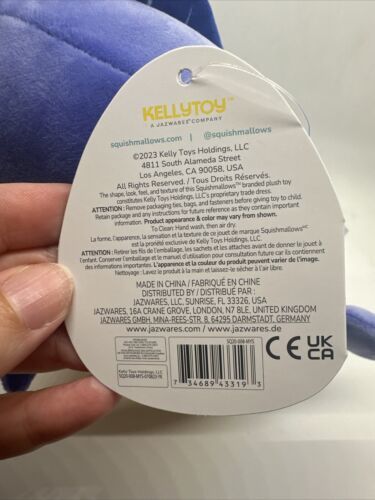 KELLYTOY™
A JAZWARES® COMPANY
squishmallows.com | @squishmallows
©2023 Kelly Toys Holdings, LLC
4811 South Alameda Street
Los Angeles, CA 90058, USA
All Rights Reserved. / Tous Droits Réservés.
The shape, look, feel, and texture of this Squishmallows™ branded plush toy
constitutes Kelly Toys Holdings, LLC's proprietary trade dress.
ATTENTION : Remove packaging ties, bags, and fasteners before giving toy to child.
Retain package and any instructions for future reference as they contain important
information. Product appearance & color may vary from shown.
To Clean: Hand wash, then air dry.
La forme, l'apparence, la sensation et la texture de ce jouet de marque Squishmallows
est la propriété exclusive de Kelly Toys Holdings, LLC.
ATTENTION : Retirer les fils de l'emballage, les sachets et les attaches avant de donner le jouet à
l'enfant. Conserver l'emballage et le manuel d'utilisation pour consultation future car il contient
des informations importantes. L'apparence et la couleur du produit peuvent varier de l'image.
Nettoyage : Lavez le produit à la main et laissez-le sécher à l'air libre.
MADE IN CHINA / FABRIQUÉ EN CHINE
DISTRIBUTED BY / DISTRIBUÉ PAR :
JAZWARES, LLC, SUNRISE, FL 33326, USA
JAZWARES, 16A CRANE GROVE, LONDON, N7 8LE, UNITED KINGDOM
JAZWARES GMBH, MINA-REES STR. 8, 64295 DARMSTADT, GERMANY
www.jazwares.com / www.jazwares.de
SQ20-008-MYS
Kelly Toys Holdings, LLC
7 34689 44331 9 3
CE UK
CA